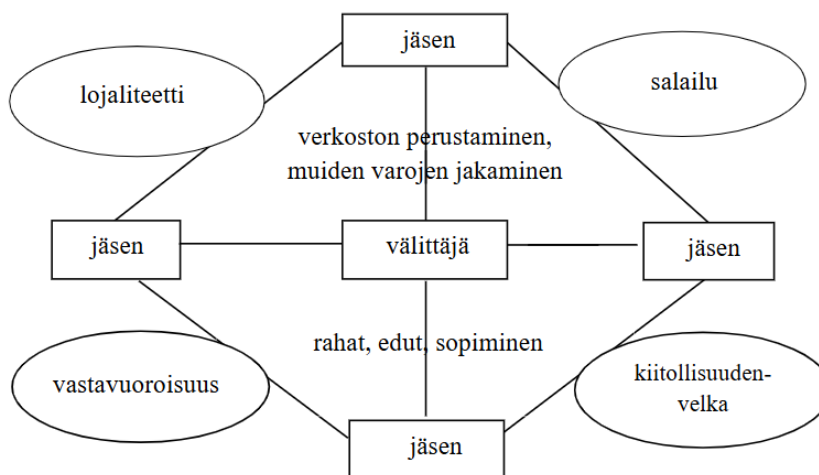 jäsen
lojaliteetti
salailu
verkoston perustaminen,
muiden varojen jakaminen
jäsen
välittäjä
jäsen
rahat, edut, sopiminen
vastavuoroisuus
kiitollisuuden-
velka
jäsen